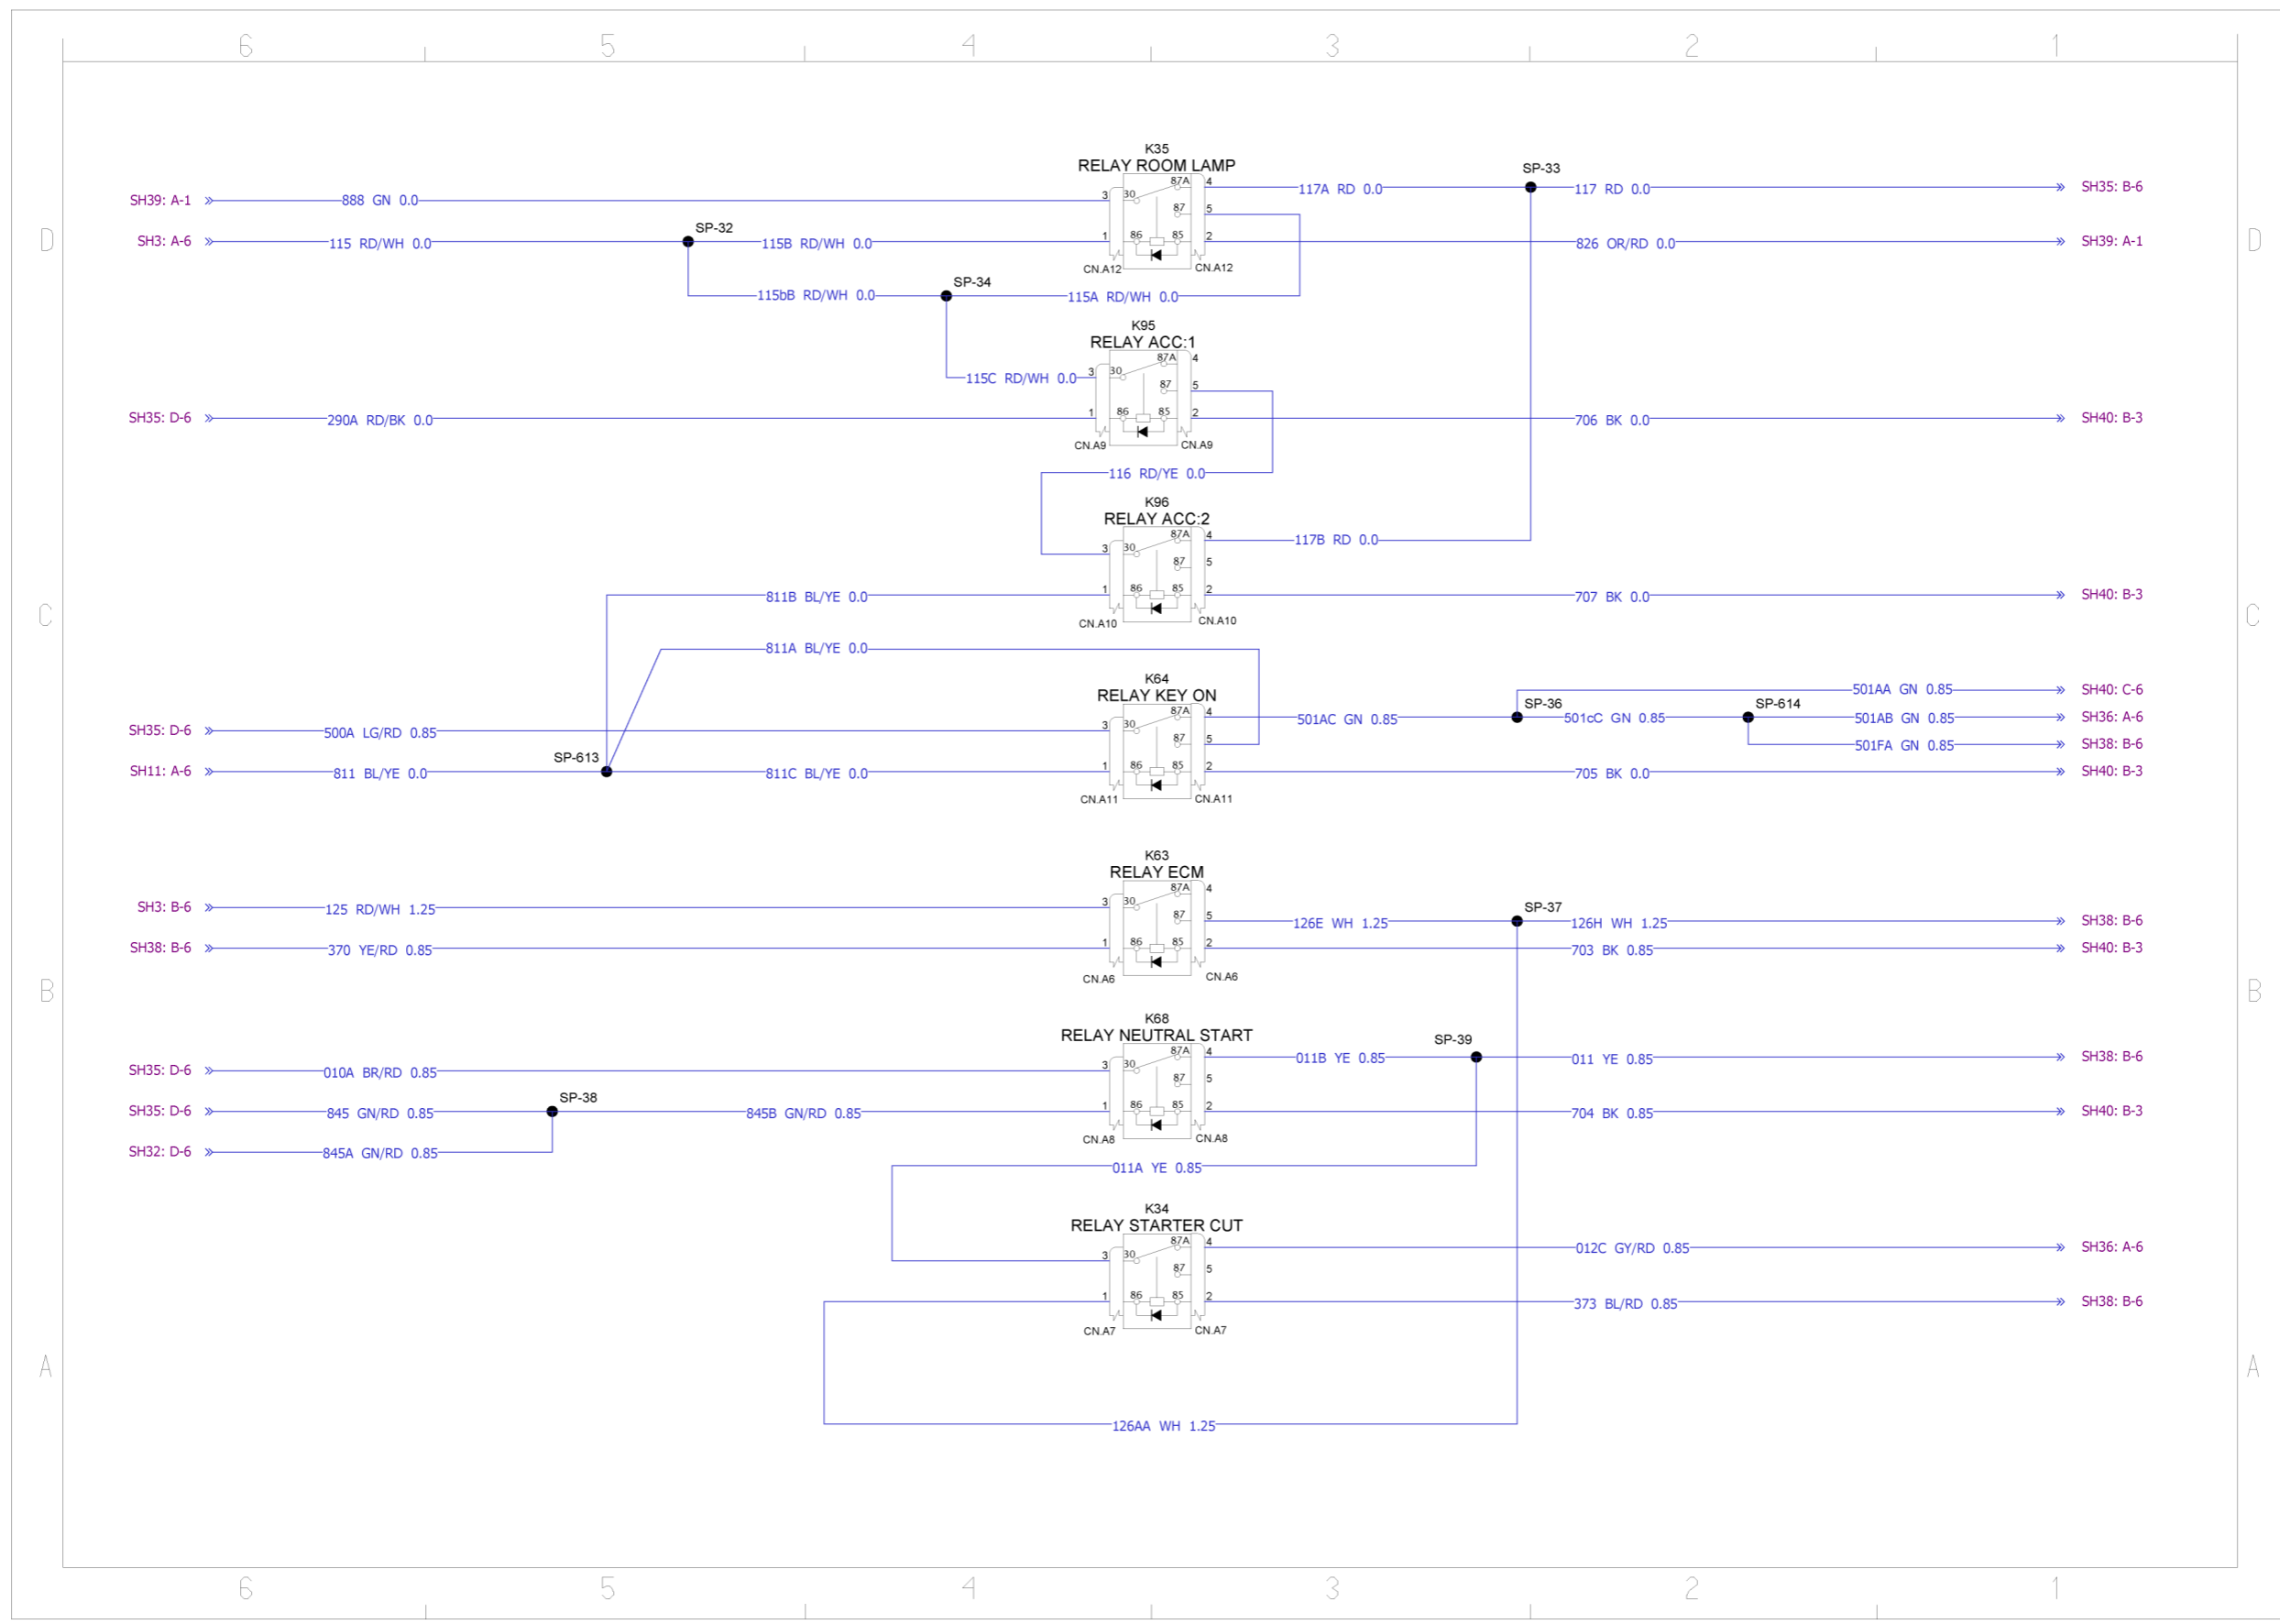 6 5 4 3 2 1
K35
RELAY ROOM LAMP
SP-33
87A 4
SH39: A-1 888 GN 0.0 3 30 117A RD 0.0 117 RD 0.0 SH35: B-6
87 5
D SP-32 D
SH3: A-6 115 RD/WH 0.0 115B RD/WH 0.0 1 86 85 2 826 OR/RD 0.0 SH39: A-1
CN.A12 CN.A12
SP-34
115bB RD/WH 0.0 115A RD/WH 0.0
K95
RELAY ACC:1
87A 4
115C RD/WH 0.0 3 30
87 5
SH35: D-6 290A RD/BK 0.0 1 86 85 2 706 BK 0.0 SH40: B-3
CN.A9 CN.A9
116 RD/YE 0.0
K96
RELAY ACC:2
87A 4 117B RD 0.0
3 30
87 5
811B BL/YE 0.0 1 86 85 2 707 BK 0.0 SH40: B-3
C CN.A10 CN.A10 C
811A BL/YE 0.0
K64
RELAY KEY ON
501AA GN 0.85 SH40: C-6
SP-36 SP-614
87A 4 501AC GN 0.85 501cC GN 0.85 501AB GN 0.85 SH36: A-6
SH35: D-6 500A LG/RD 0.85 3 30
87 5 501FA GN 0.85 SH38: B-6
SP-613
SH11: A-6 811 BL/YE 0.0 811C BL/YE 0.0 1 86 85 2 705 BK 0.0 SH40: B-3
CN.A11 CN.A11
K63
RELAY ECM
87A 4
SH3: B-6 125 RD/WH 1.25 3 30 SP-37
87 5 126E WH 1.25 126H WH 1.25 SH38: B-6
SH38: B-6 370 YE/RD 0.85 1 86 85 2 703 BK 0.85 SH40: B-3
CN.A6 CN.A6
B B
K68
RELAY NEUTRAL START
SP-39
87A 4 011B YE 0.85 011 YE 0.85 SH38: B-6
SH35: D-6 010A BR/RD 0.85 3 30
87 5
SP-38
SH35: D-6 845 GN/RD 0.85 845B GN/RD 0.85 1 86 85 2 704 BK 0.85 SH40: B-3
CN.A8 CN.A8
SH32: D-6 845A GN/RD 0.85
011A YE 0.85
K34
RELAY STARTER CUT
87A 4 012C GY/RD 0.85 SH36: A-6
3 30
87 5
1 86 85 2 373 BL/RD 0.85 SH38: B-6
CN.A7 CN.A7
A A
126AA WH 1.25
6 5 4 3 2 1